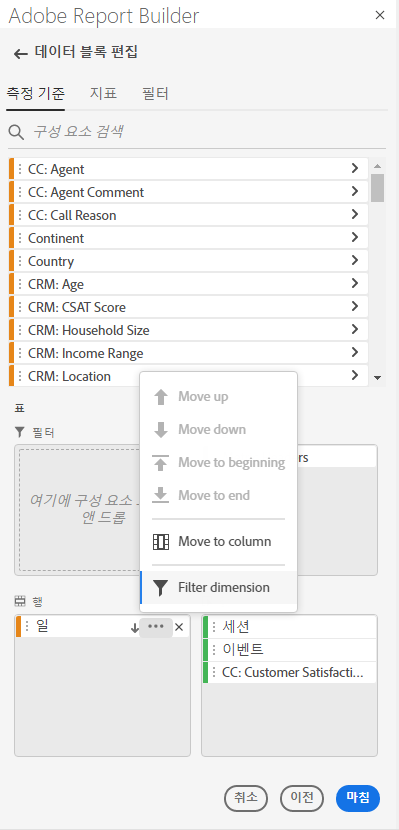 Adobe Report Builder
데이터 블록 편집
측정 기준 지표 필터
구성 요소 검색
CC: Agent
CC: Agent Comment
CC: Call Reason
Continent
Country
CRM: Age
CRM: CSAT Score
CRM: Household Size
CRM: Income Range
CRM: Location
표
필터
여기에 구성 요소
앤 드롭
Move up
Move down
Move to beginning
Move to end
Move to column
Filter dimension
행
일
세션
이벤트
CC: Customer Satisfacti...
취소 이전 마침